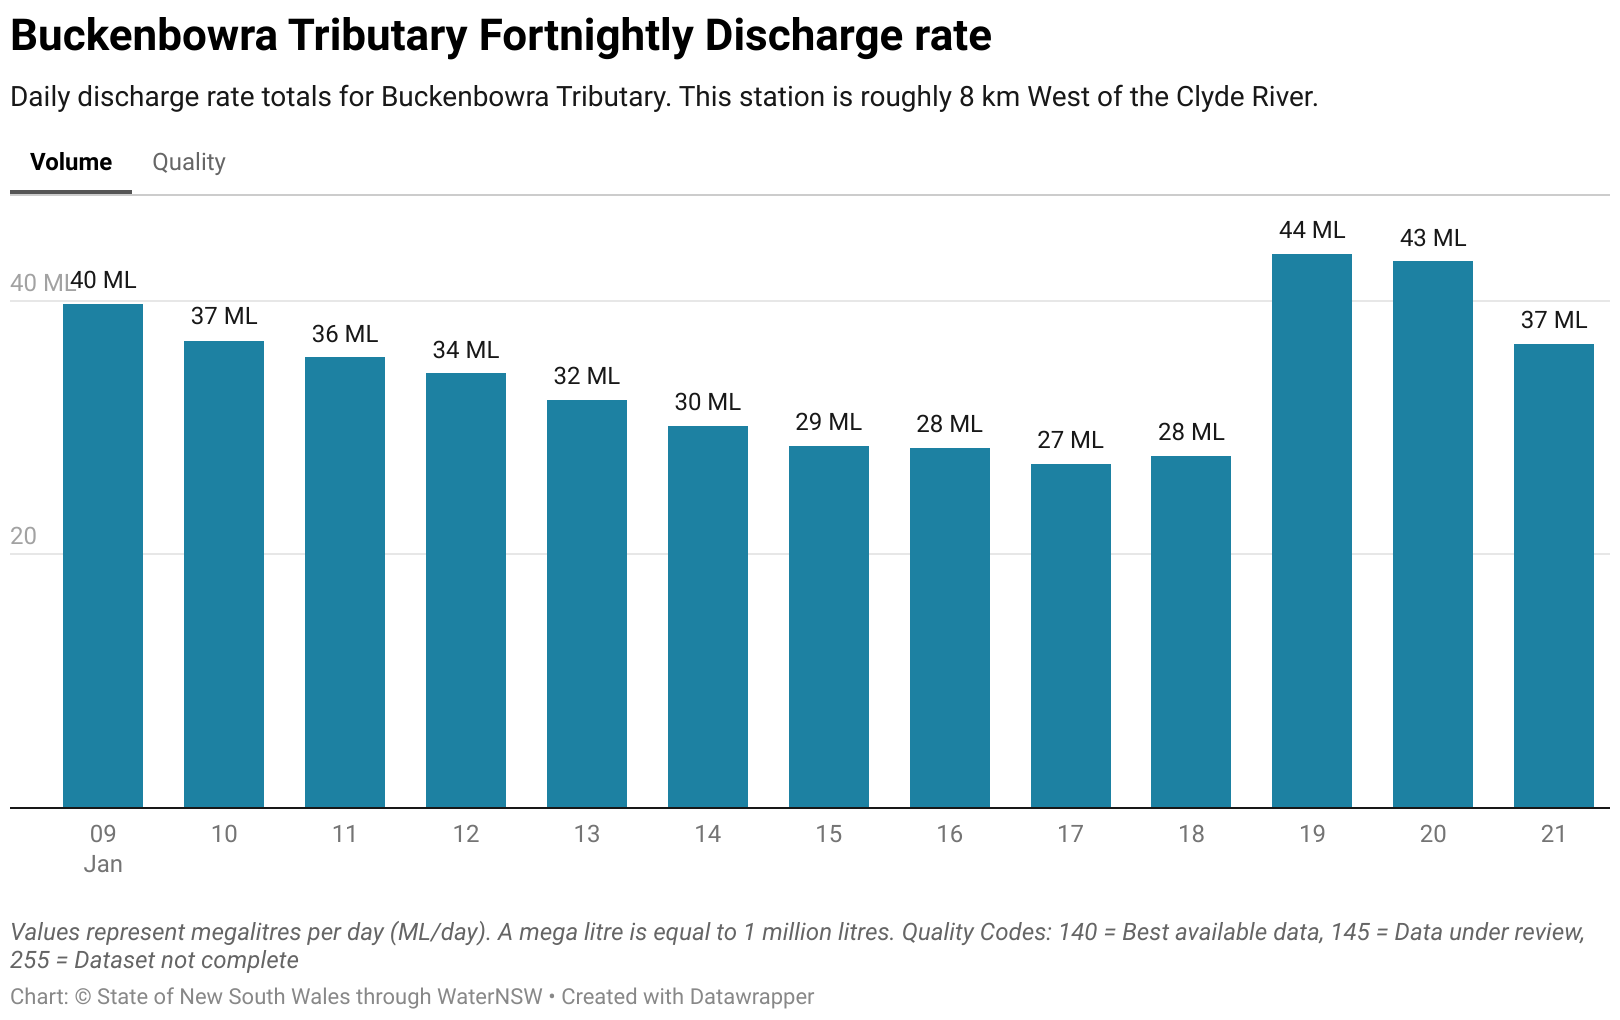 Buckenbowra Tributary Fortnightly Discharge rate
Daily discharge rate totals for Buckenbowra Tributary. This station is roughly 8 km West of the Clyde River.
Volume Quality
40 ML
20
40 ML
37 ML
36 ML
34 ML
32 ML
30 ML
29 ML
28 ML
27 ML
28 ML
44 ML
43 ML
37 ML
09 10 11 12 13 14 15 16 17 18 19 20 21
Jan
Values represent megalitres per day (ML/day). A mega litre is equal to 1 million litres. Quality Codes: 140 = Best available data, 145 = Data under review,
255 = Dataset not complete
Chart: © State of New South Wales through WaterNSW • Created with Datawrapper